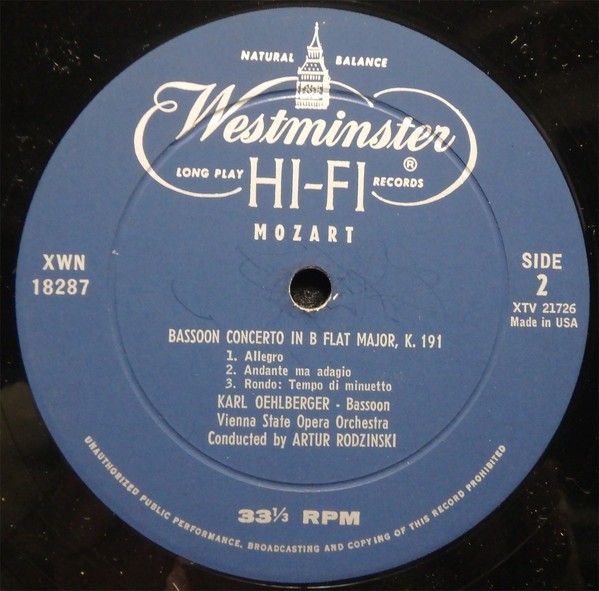 NATURAL BALANCE
Westminster
LONG PLAY HI-FI RECORDS ®
MOZART
XWN
18287
SIDE
2
XTV 21726
Made in USA
BASSOON CONCERTO IN B FLAT MAJOR, K. 191
1. Allegro
2. Andante ma adagio
3. Rondo: Tempo di minuetto
KARL OEHLBERGER - Bassoon
Vienna State Opera Orchestra
Conducted by ARTUR RODZINSKI
33⅓ RPM
UNAUTHORIZED PUBLIC PERFORMANCE, BROADCASTING AND COPYING OF THIS RECORD PROHIBITED